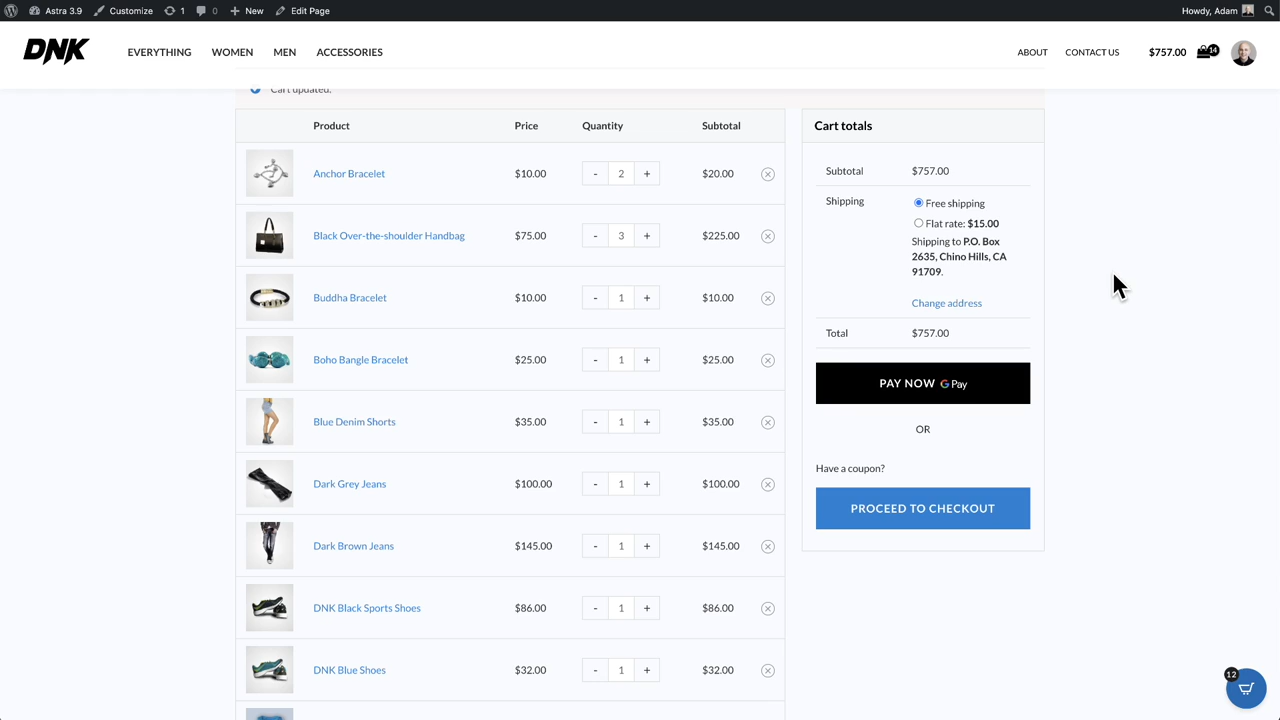 Astra 3.9 1 Customize 0 New Edit Page Howdy, Adam
DNK EVERYTHING WOMEN MEN ACCESSORIES ABOUT CONTACT US $757.00 14
Cart updated.
Product Price Quantity Subtotal
Anchor Bracelet $10.00 - 2 + $20.00
Black Over-the-shoulder Handbag $75.00 - 3 + $225.00
Buddha Bracelet $10.00 - 1 + $10.00
Boho Bangle Bracelet $25.00 - 1 + $25.00
Blue Denim Shorts $35.00 - 1 + $35.00
Dark Grey Jeans $100.00 - 1 + $100.00
Dark Brown Jeans $145.00 - 1 + $145.00
DNK Black Sports Shoes $86.00 - 1 + $86.00
DNK Blue Shoes $32.00 - 1 + $32.00
Cart totals
Subtotal $757.00
Shipping Free shipping
Flat rate: $15.00
Shipping to P.O. Box
2635, Chino Hills, CA
91709.
Change address
Total $757.00
PAY NOW G Pay
OR
Have a coupon?
PROCEED TO CHECKOUT
12